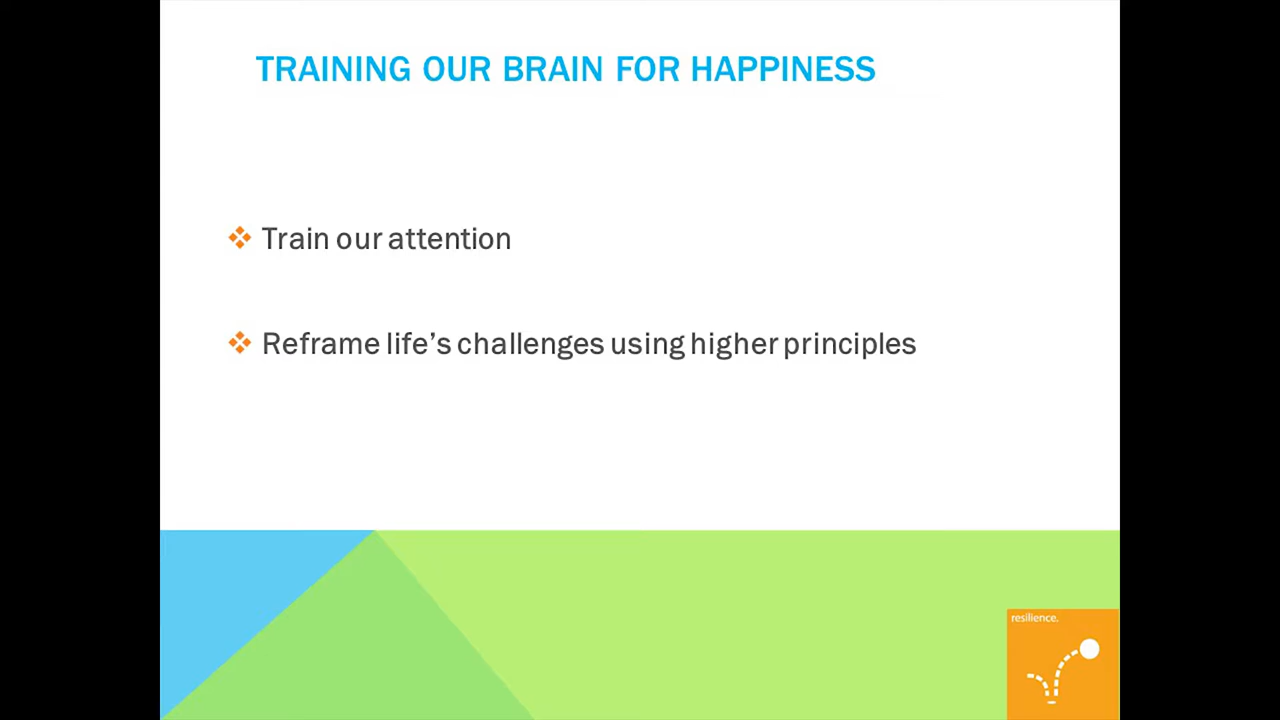 TRAINING OUR BRAIN FOR HAPPINESS
Train our attention
Reframe life’s challenges using higher principles
resilience.